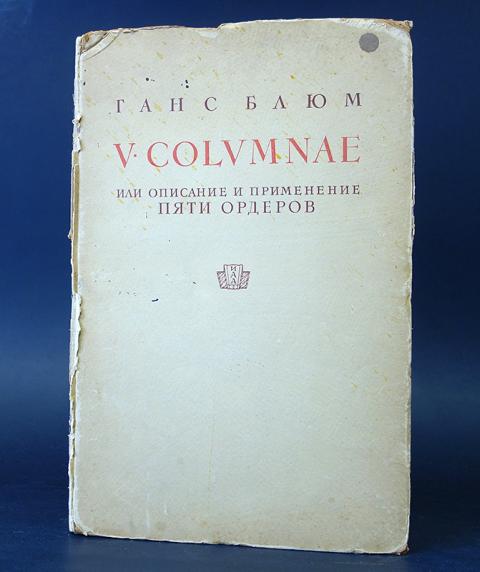 ГАНС БЛЮМ
V·COLVMNAE
ИЛИ ОПИСАНИЕ И ПРИМЕНЕНИЕ
ПЯТИ ОРДЕРОВ